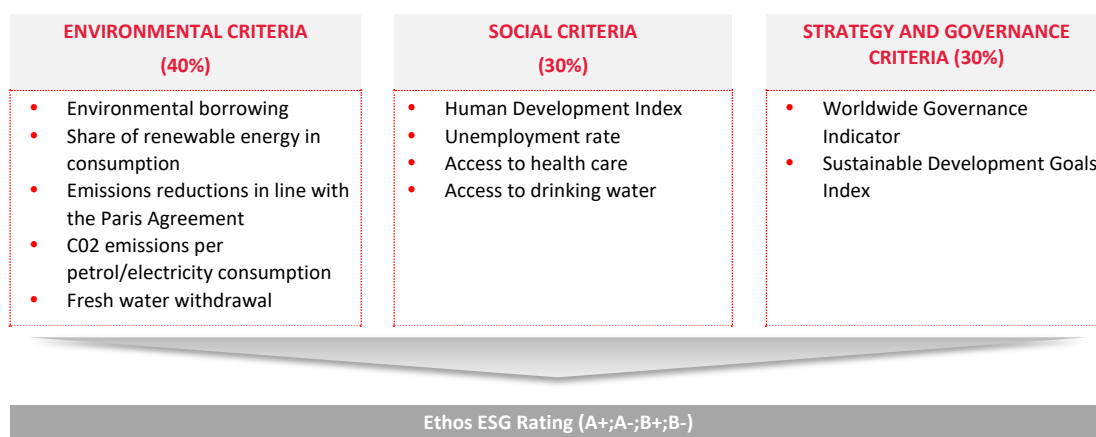 ENVIRONMENTAL CRITERIA
(40%)
• Environmental borrowing
• Share of renewable energy in
consumption
• Emissions reductions in line with
the Paris Agreement
• C02 emissions per
petrol/electricity consumption
• Fresh water withdrawal
SOCIAL CRITERIA
(30%)
• Human Development Index
• Unemployment rate
• Access to health care
• Access to drinking water
STRATEGY AND GOVERNANCE
CRITERIA (30%)
• Worldwide Governance
Indicator
• Sustainable Development Goals
Index
Ethos ESG Rating (A+;A-;B+;B-)